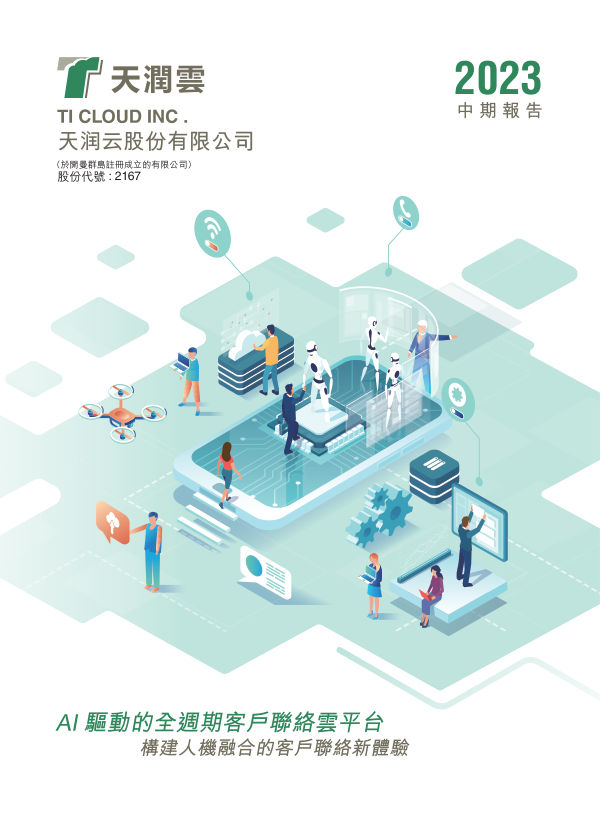 天潤雲
TI CLOUD INC .
天润云股份有限公司
(於開曼群島註冊成立的有限公司)
股份代號 : 2167
2023
中期報告
AI 驅動的全週期客戶聯絡雲平台
構建人機融合的客戶聯絡新體驗